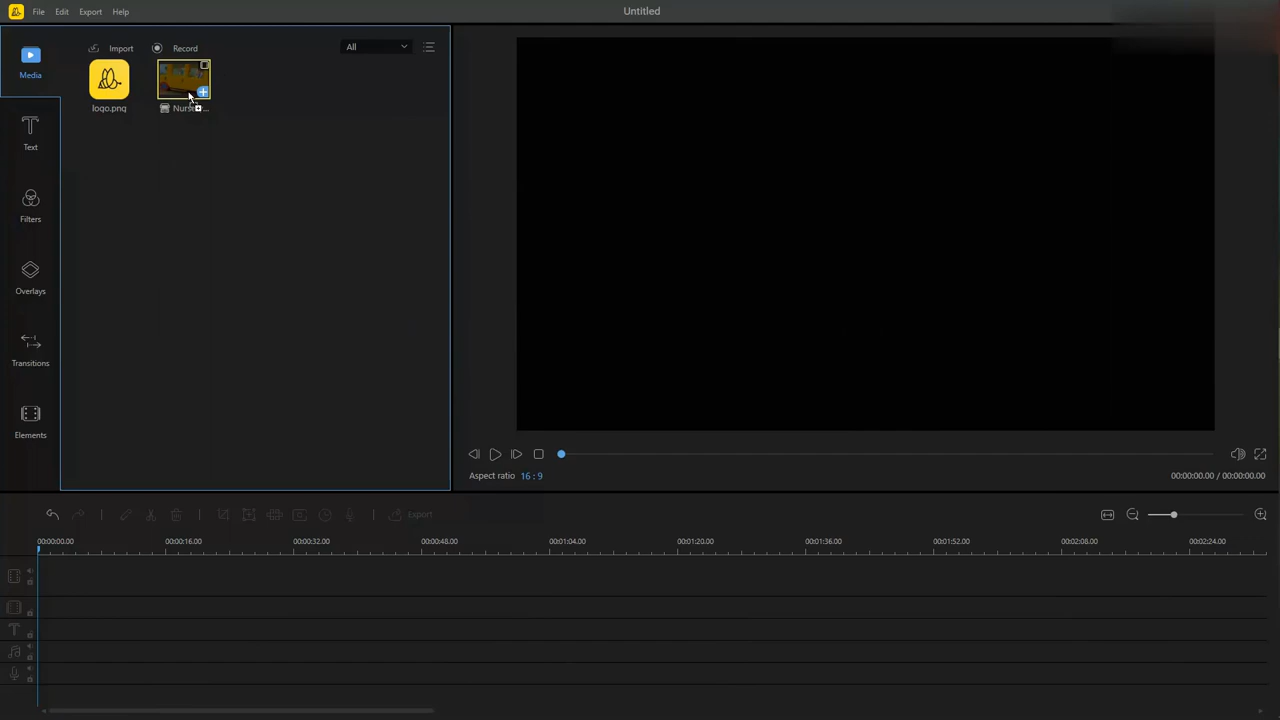 File Edit Export Help
Untitled
Import Record All
Media
logo.png
Text
Filters
Overlays
Transitions
Elements
Aspect ratio 16 : 9
00:00:00.00 / 00:00:00.00
Export
00:00:00.00 00:00:16.00 00:00:32.00 00:00:48.00 00:01:04.00 00:01:20.00 00:01:36.00 00:01:52.00 00:02:08.00 00:02:24.00